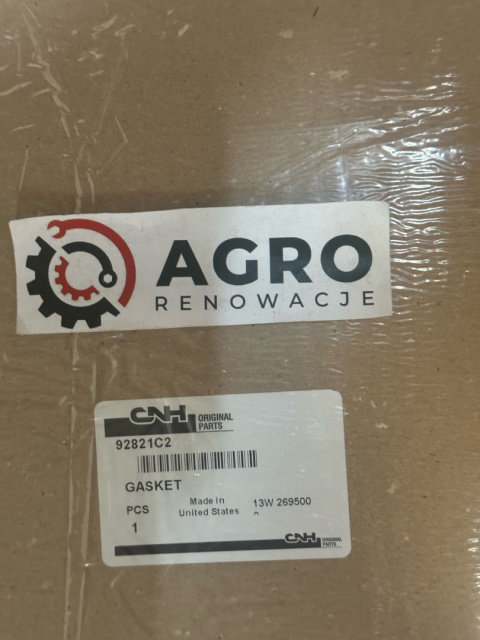 AGRO
RENOWACJE
CNH ORIGINAL
PARTS
92821C2
GASKET
PCS Made In 13W 269500
United States
1
CNH ORIGINAL
PARTS